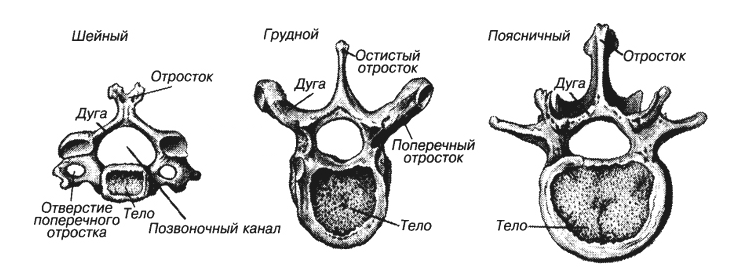 Шейный
Отросток
Дуга
Отверстие
поперечного
отростка
Тело
Позвоночный канал
Грудной
Остистый
отросток
Дуга
Поперечный
отросток
Тело
Поясничный
Отросток
Дуга
Тело